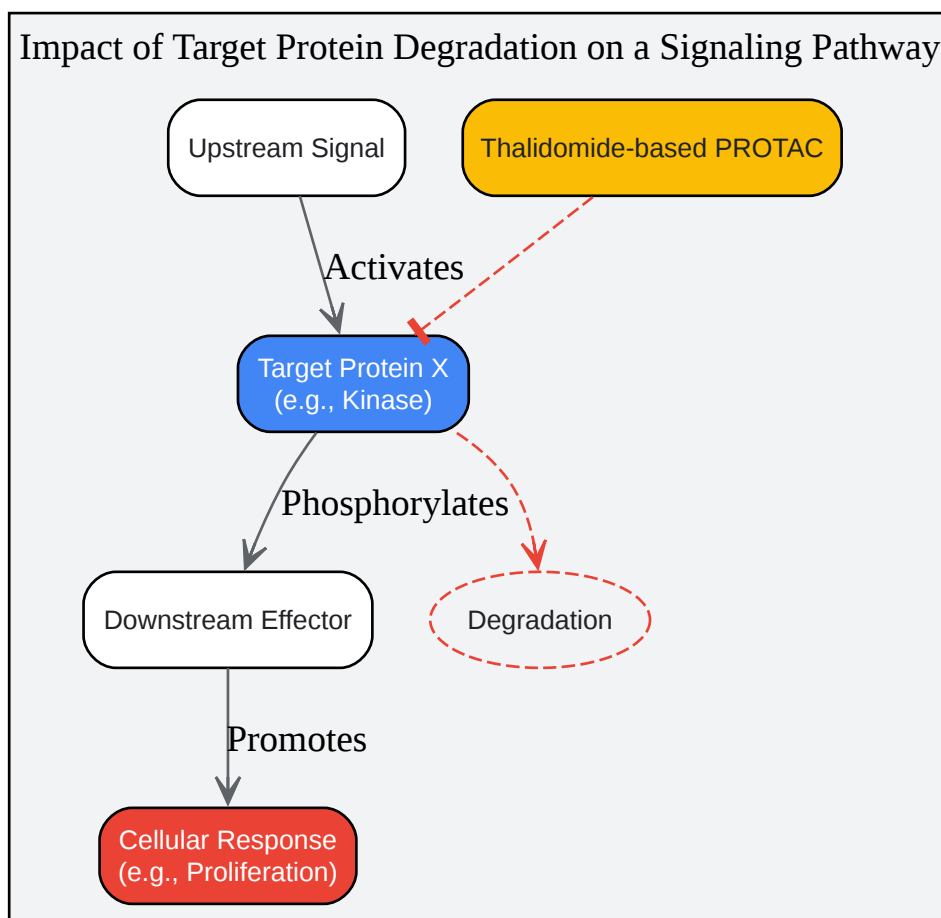 Impact of Target Protein Degradation on a Signaling Pathway
Upstream Signal
Thalidomide-based PROTAC
Activates
Target Protein X
(e.g., Kinase)
Phosphorylates
Downstream Effector
Degradation
Promotes
Cellular Response
(e.g., Proliferation)